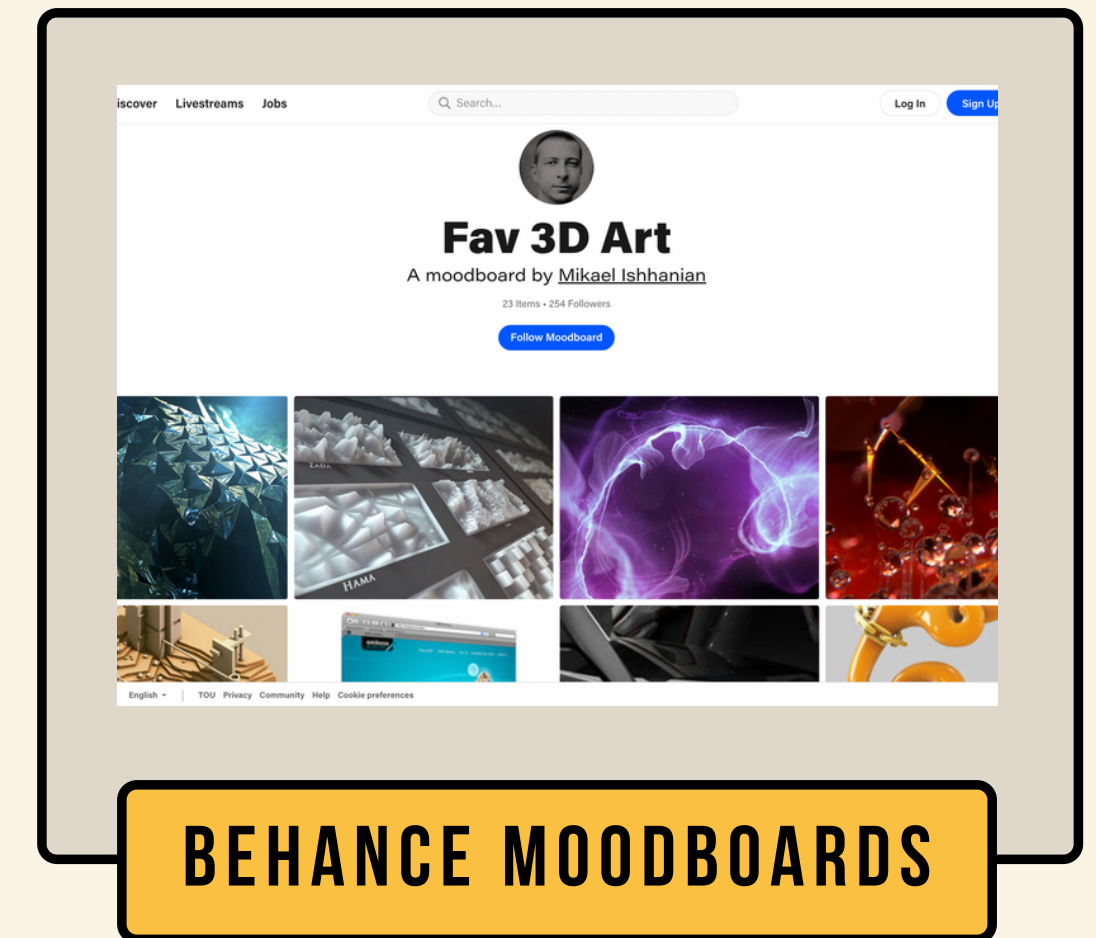 iscover Livestreams Jobs Search... Log In Sign Up
Fav 3D Art
A moodboard by Mikael Ishhanian
23 Items • 254 Followers
Follow Moodboard
ZADA
HAMA
English TOU Privacy Community Help Cookie preferences
BEHANCE MOODBOARDS